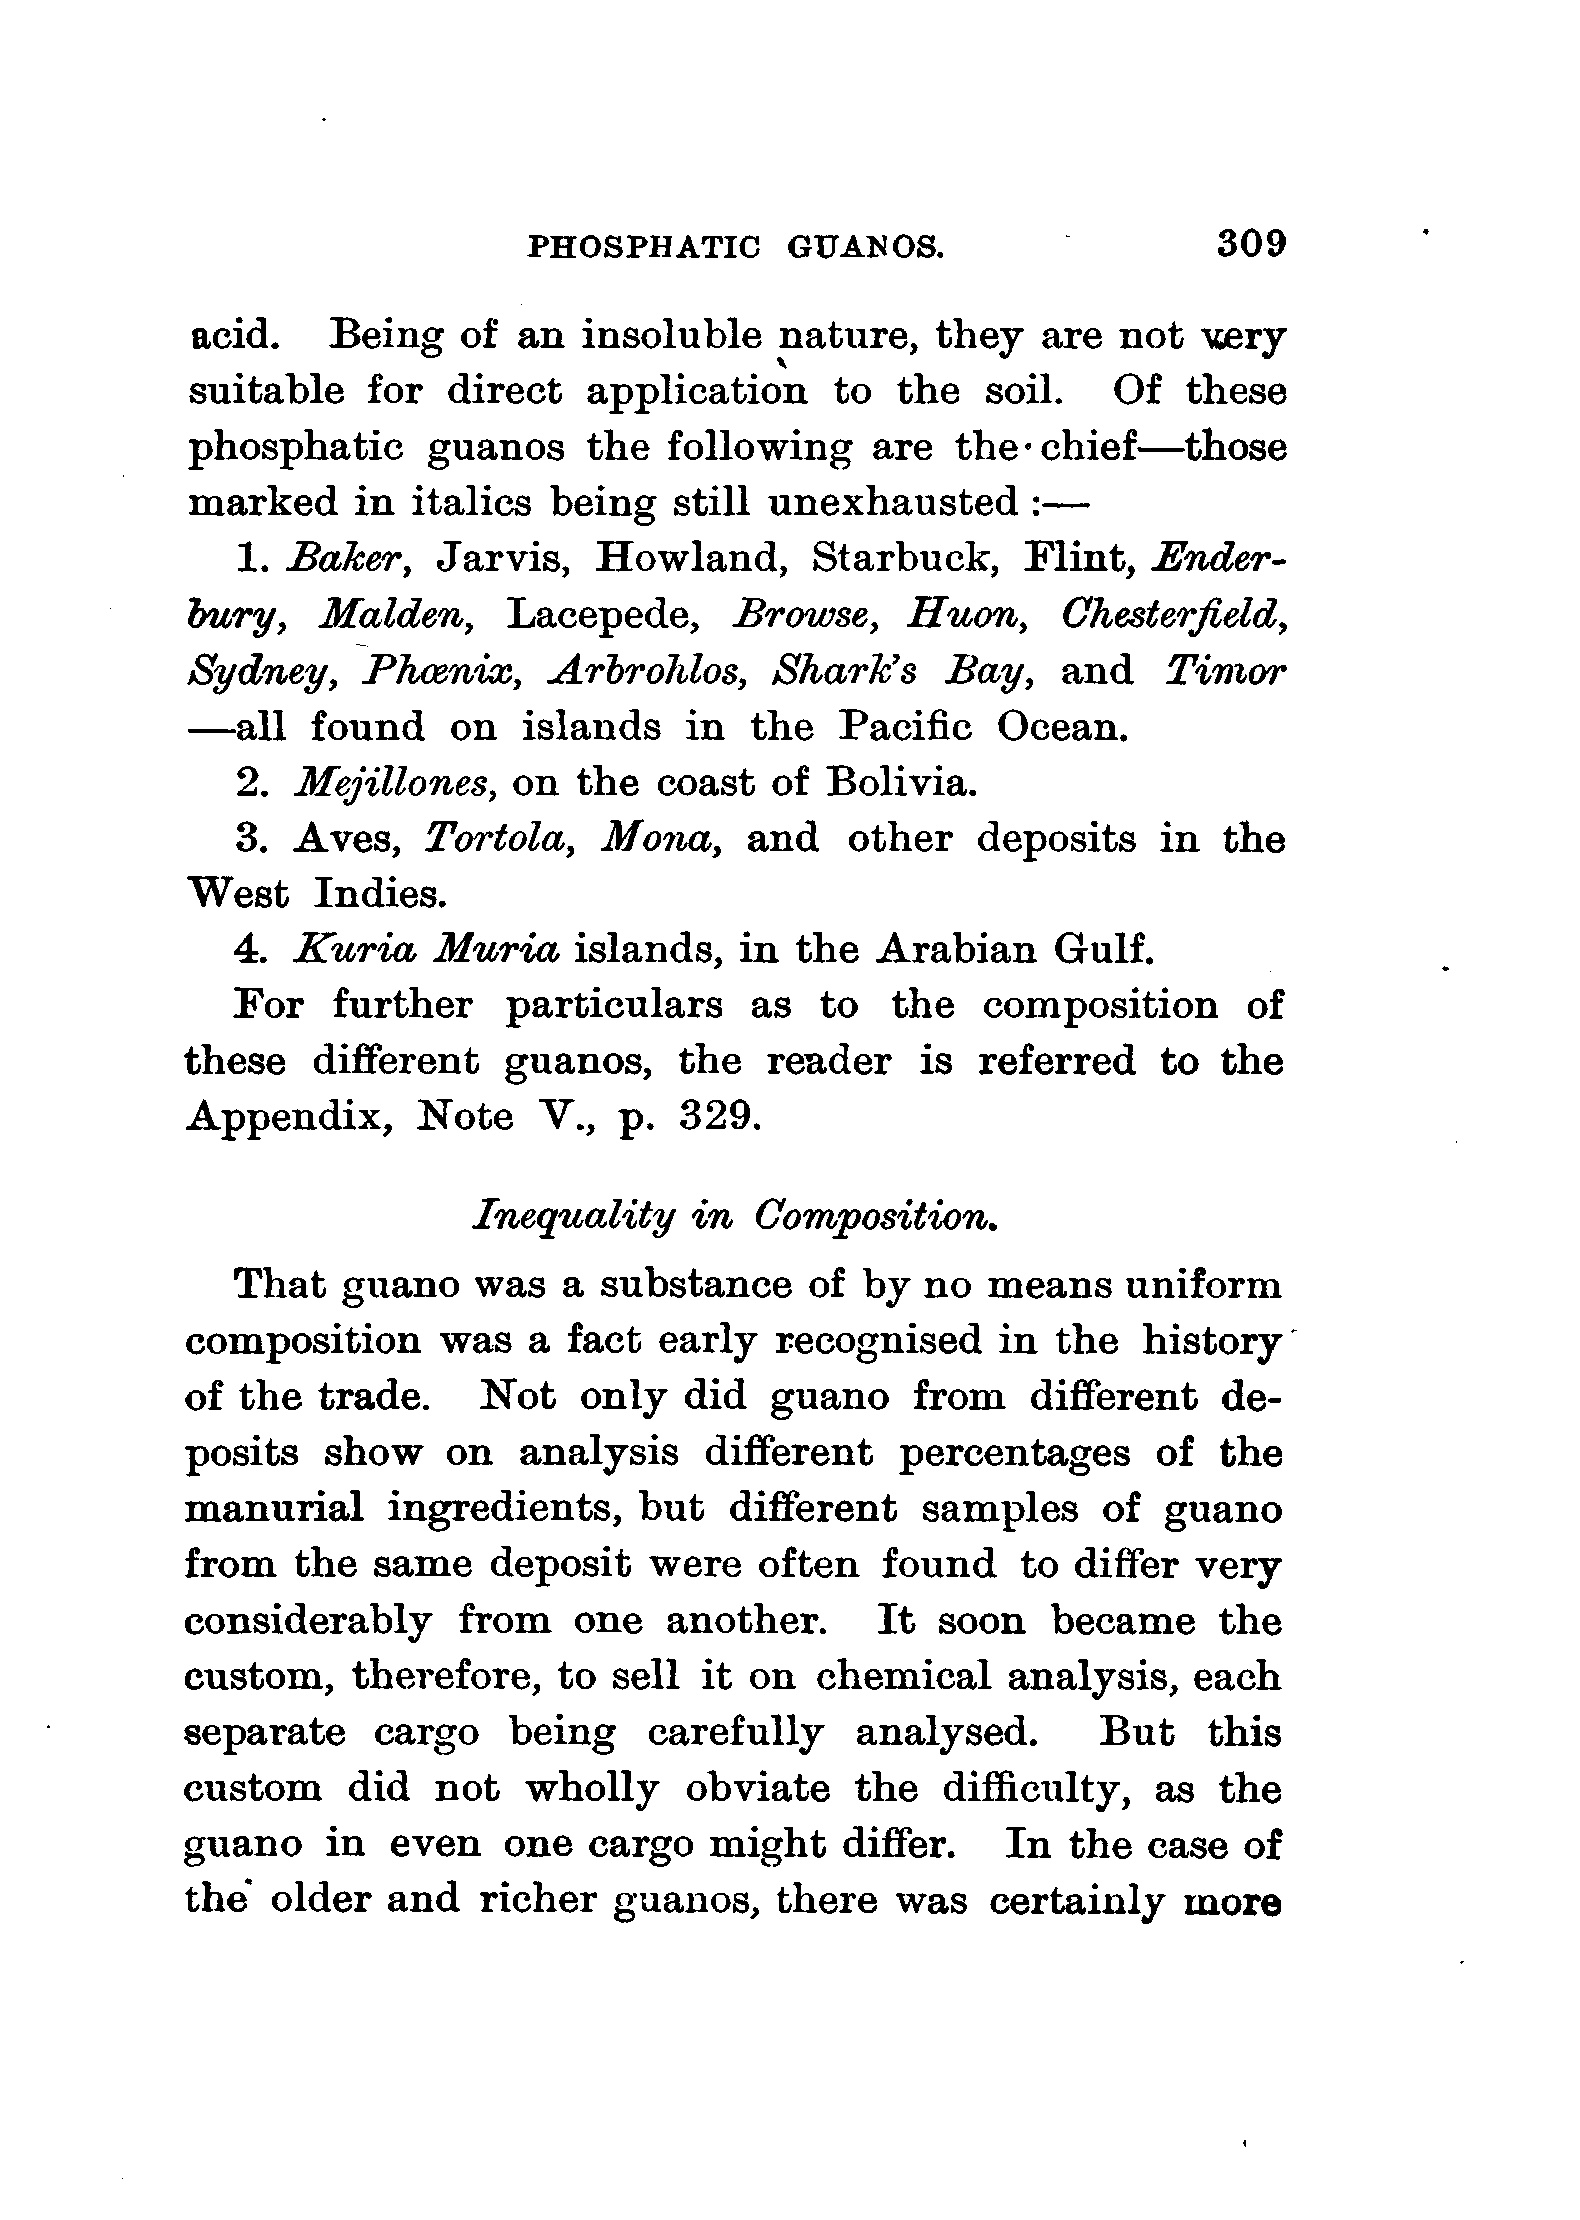 PHOSPHATIC GUANOS. 309
acid. Being of an insoluble nature, they are not very
suitable for direct application to the soil. Of these
phosphatic guanos the following are the chief—those
marked in italics being still unexhausted :—
1. Baker, Jarvis, Howland, Starbuck, Flint, Ender-
bury, Malden, Lacepede, Browse, Huon, Chesterfield,
Sydney, Phœnix, Arbrohlos, Shark's Bay, and Timor
—all found on islands in the Pacific Ocean.
2. Mejillones, on the coast of Bolivia.
3. Aves, Tortola, Mona, and other deposits in the
West Indies.
4. Kuria Muria islands, in the Arabian Gulf.
For further particulars as to the composition of
these different guanos, the reader is referred to the
Appendix, Note V., p. 329.
Inequality in Composition.
That guano was a substance of by no means uniform
composition was a fact early recognised in the history
of the trade. Not only did guano from different de-
posits show on analysis different percentages of the
manurial ingredients, but different samples of guano
from the same deposit were often found to differ very
considerably from one another. It soon became the
custom, therefore, to sell it on chemical analysis, each
separate cargo being carefully analysed. But this
custom did not wholly obviate the difficulty, as the
guano in even one cargo might differ. In the case of
the older and richer guanos, there was certainly more